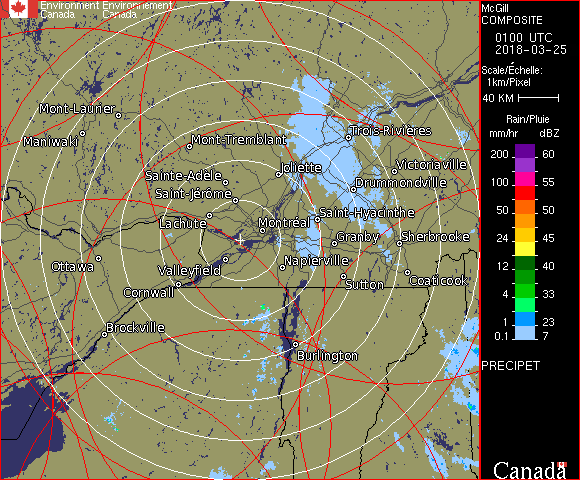 Environment Environnement
Canada Canada
McGill
COMPOSITE
0100 UTC
2018-03-25
Scale/Échelle:
1km/Pixel
40 KM
Rain/Pluie
mm/hr dBZ
200 60
100 55
50 50
24 45
12 40
4 33
1 23
0.1 7
PRECIPET
Canada
Mont-Laurier
Maniwaki
Mont-Tremblant
Trois-Rivières
Sainte-Adèle
Joliette
Victoriaville
Saint-Jérôme
Drummondville
Lachute
Saint-Hyacinthe
Montréal
Granby
Sherbrooke
Ottawa
Valleyfield
Napierville
Cornwall
Sutton
Coaticook
Brockville
Burlington